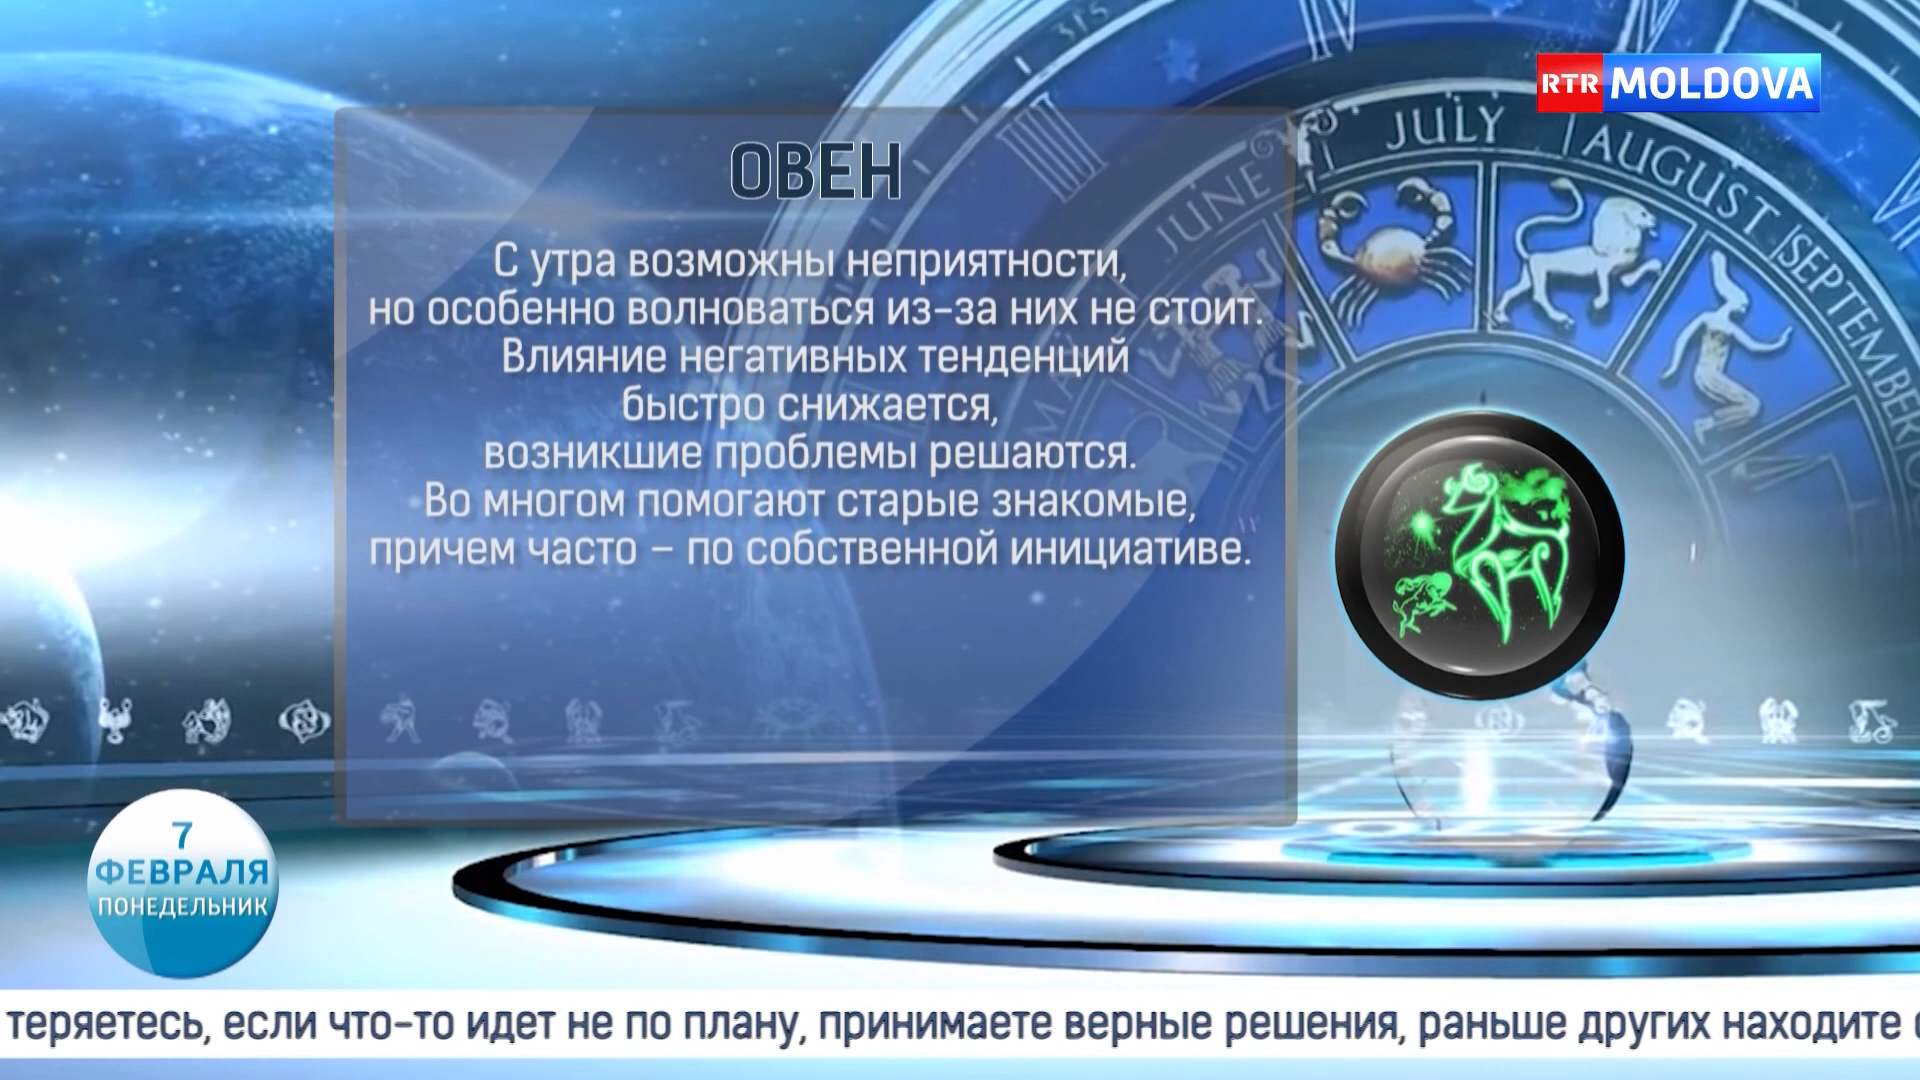 RTR MOLDOVA
315
JUNE
JULY
AUGUST
SEPTEMBER
MAY
ОВЕН
С утра возможны неприятности,
но особенно волноваться из-за них не стоит.
Влияние негативных тенденций
быстро снижается,
возникшие проблемы решаются.
Во многом помогают старые знакомые,
причем часто – по собственной инициативе.
7
ФЕВРАЛЯ
ПОНЕДЕЛЬНИК
теряетесь, если что-то идет не по плану, принимаете верные решения, раньше других находите